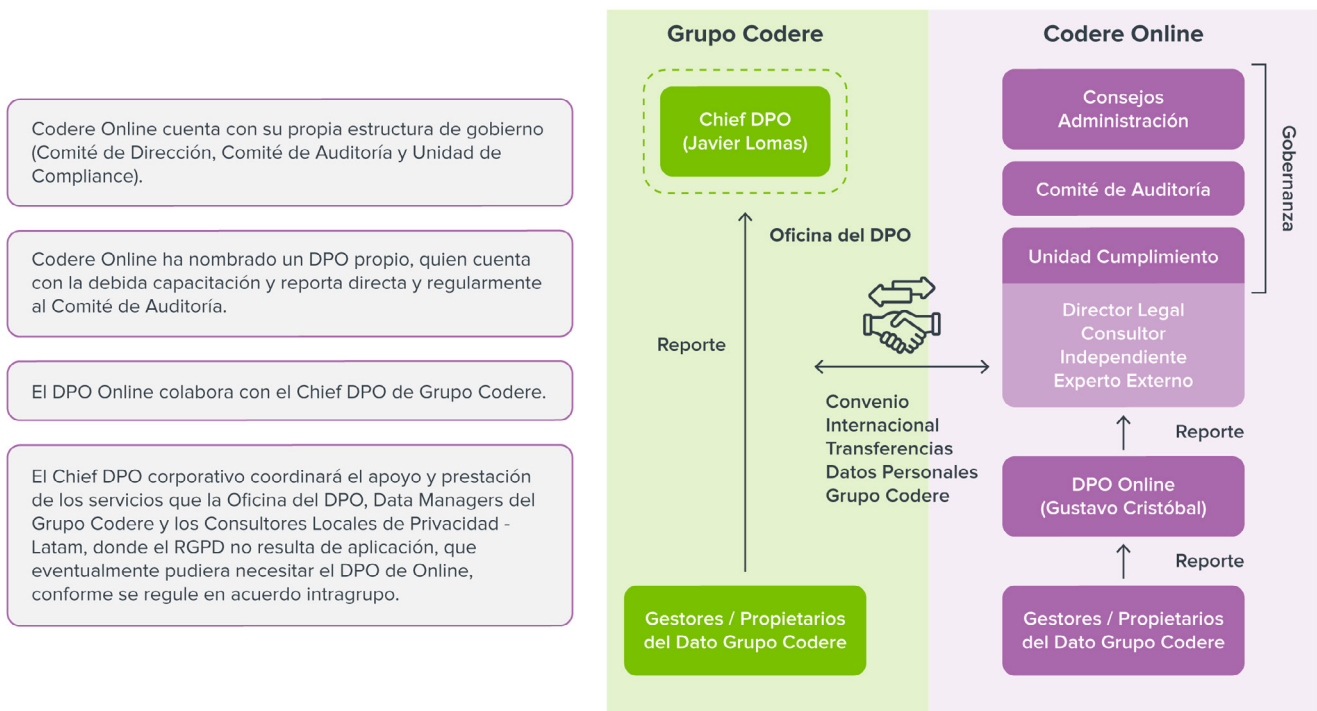 Codere Online cuenta con su propia estructura de gobierno
(Comité de Dirección, Comité de Auditoría y Unidad de
Compliance).
Codere Online ha nombrado un DPO propio, quien cuenta
con la debida capacitación y reporta directa y regularmente
al Comité de Auditoría.
El DPO Online colabora con el Chief DPO de Grupo Codere.
El Chief DPO corporativo coordinará el apoyo y prestación
de los servicios que la Oficina del DPO, Data Managers del
Grupo Codere y los Consultores Locales de Privacidad -
Latam, donde el RGPD no resulta de aplicación, que
eventualmente pudiera necesitar el DPO de Online,
conforme se regule en acuerdo intragrupo.
Grupo Codere
Chief DPO
(Javier Lomas)
Oficina del DPO
Reporte
Convenio
Internacional
Transferencias
Datos Personales
Grupo Codere
Gestores / Propietarios
del Dato Grupo Codere
Codere Online
Consejos
Administración
Comité de Auditoría
Unidad Cumplimiento
Director Legal
Consultor
Independiente
Experto Externo
Gobernanza
Reporte
DPO Online
(Gustavo Cristóbal)
Reporte
Gestores / Propietarios
del Dato Grupo Codere